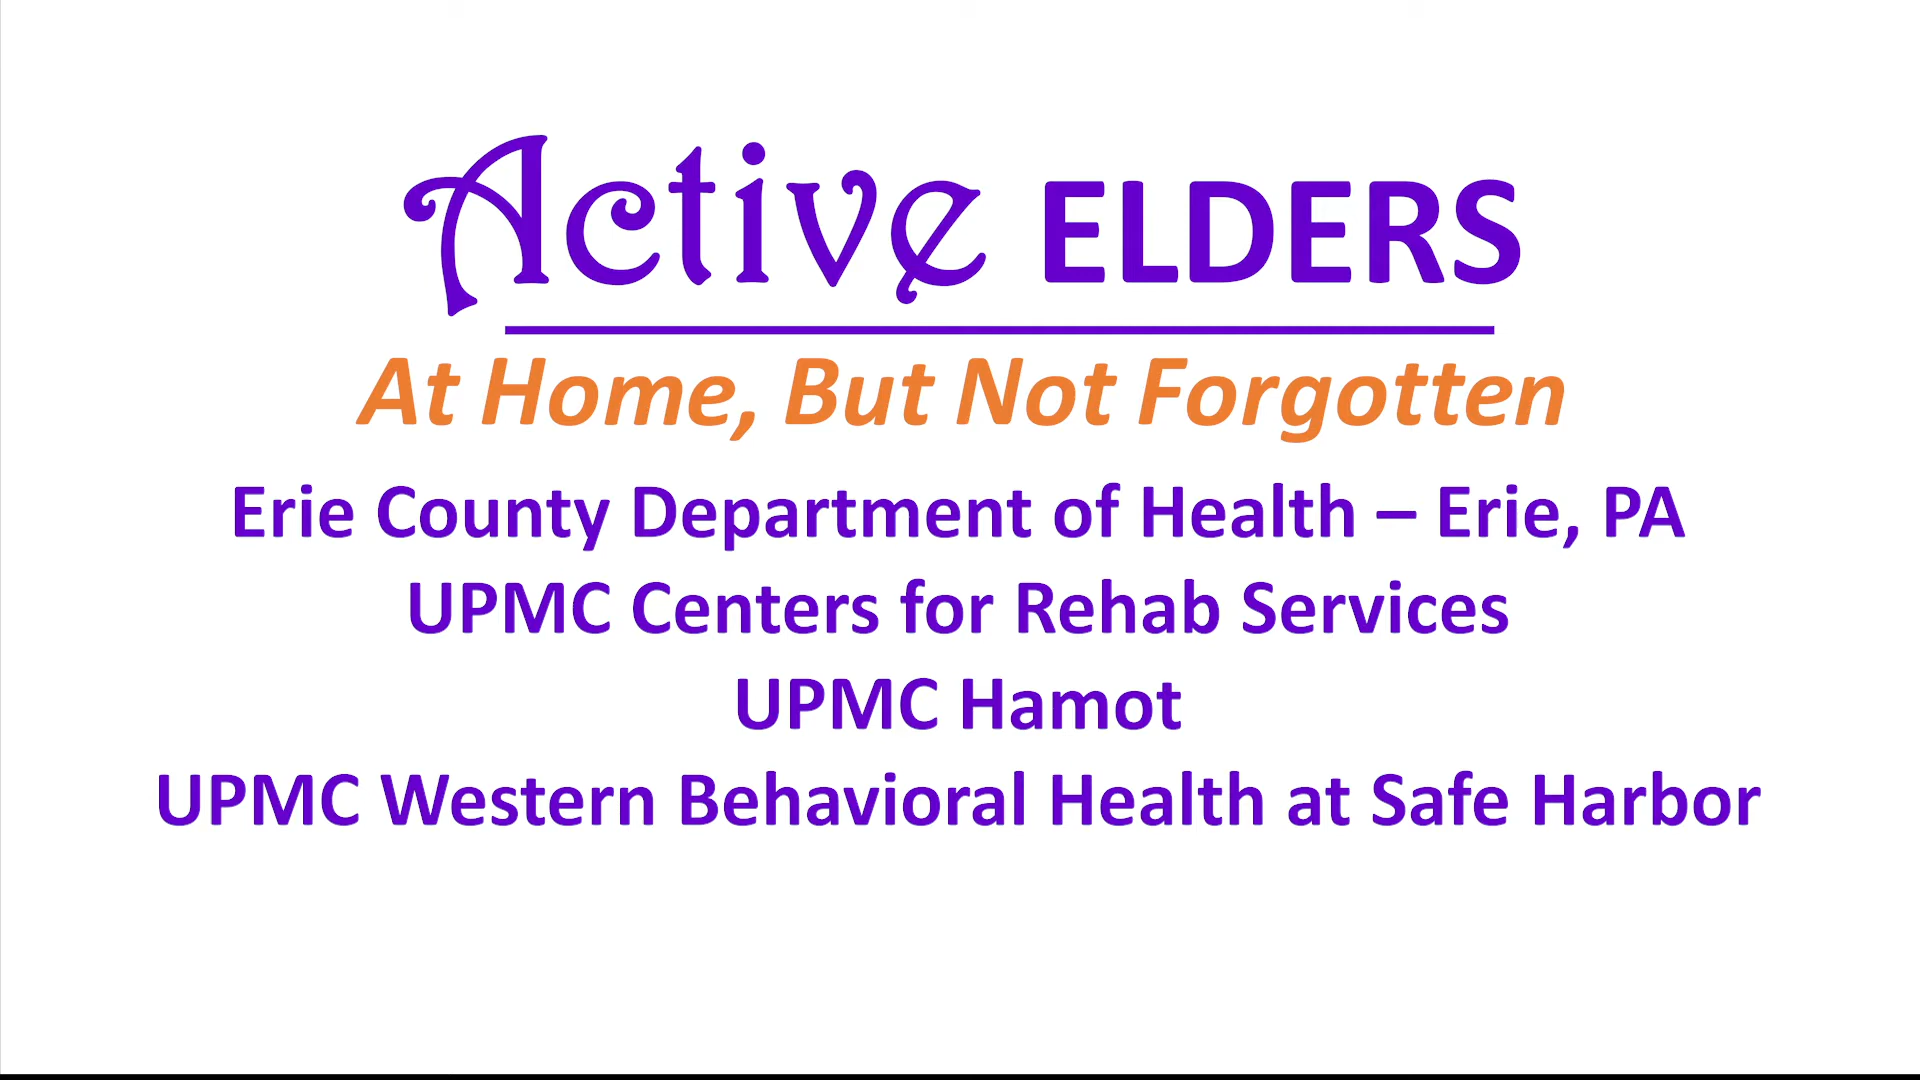 Active ELDERS
At Home, But Not Forgotten
Erie County Department of Health – Erie, PA
UPMC Centers for Rehab Services
UPMC Hamot
UPMC Western Behavioral Health at Safe Harbor